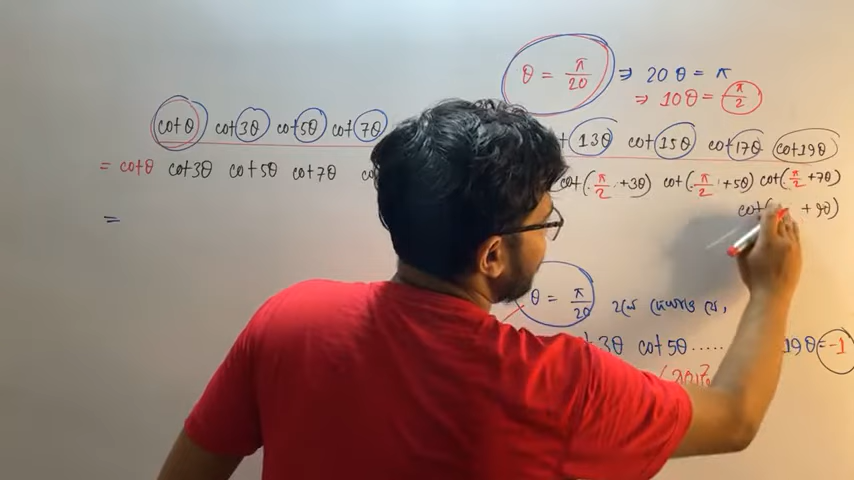 θ = π/20 ⇒ 20θ = π
⇒ 10θ = π/2
cotθ cot3θ cot5θ cot7θ 13θ cot15θ cot17θ cot19θ
= cotθ cot3θ cot5θ cot7θ cot(π/2 +3θ) cot(π/2 +5θ) cot(π/2 +7θ)
cot( + 9θ)
=
θ = π/20 হলে দেখাও যে,
3θ cot5θ ..... 19θ = -1